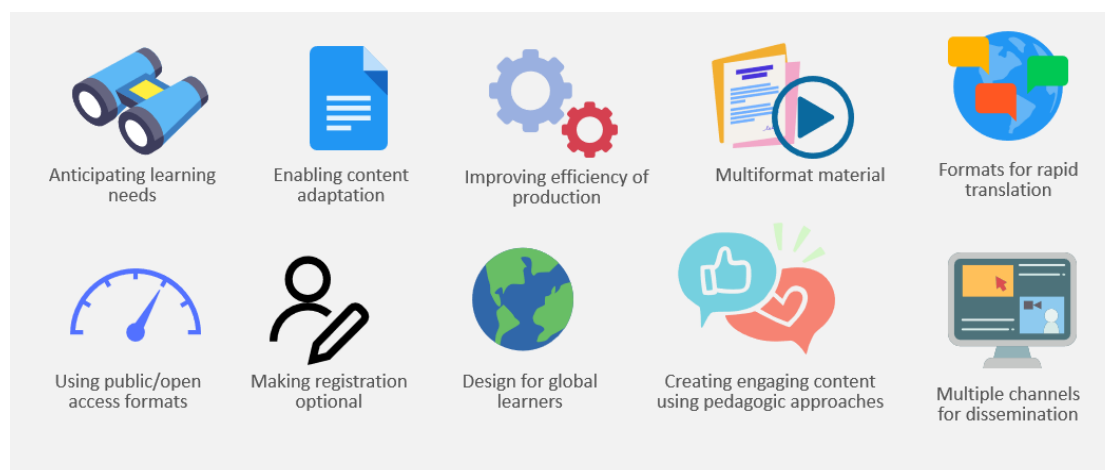 Anticipating learning
needs
Enabling content
adaptation
Improving efficiency of
production
Multiformat material
Formats for rapid
translation
Using public/open
access formats
Making registration
optional
Design for global
learners
Creating engaging content
using pedagogic approaches
Multiple channels
for dissemination